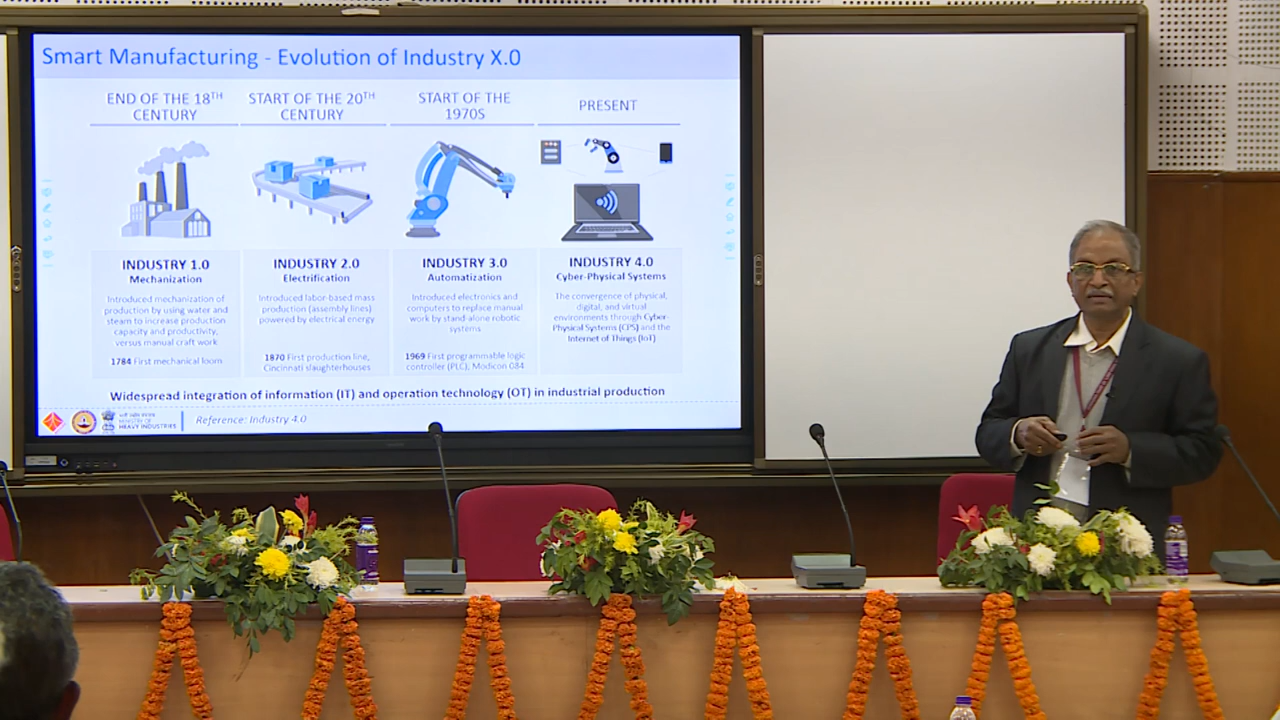 Smart Manufacturing - Evolution of Industry X.0
END OF THE 18TH
CENTURY
START OF THE 20TH
CENTURY
START OF THE
1970S
PRESENT
INDUSTRY 1.0
Mechanization
Introduced mechanization of
production by using water and
steam to increase production
capacity and productivity,
versus manual craft work
1784 First mechanical loom
INDUSTRY 2.0
Electrification
Introduced labor-based mass
production (assembly lines)
powered by electrical energy
1870 First production line,
Cincinnati slaughterhouses
INDUSTRY 3.0
Automatization
Introduced electronics and
computers to replace manual
work by stand-alone robotic
systems
1969 First programmable logic
controller (PLC), Modicon 084
INDUSTRY 4.0
Cyber-Physical Systems
The convergence of physical,
digital, and virtual
environments through Cyber-
Physical Systems (CPS) and the
Internet of Things (IoT)
Widespread integration of information (IT) and operation technology (OT) in industrial production
MINISTRY OF
HEAVY INDUSTRIES
Reference: Industry 4.0